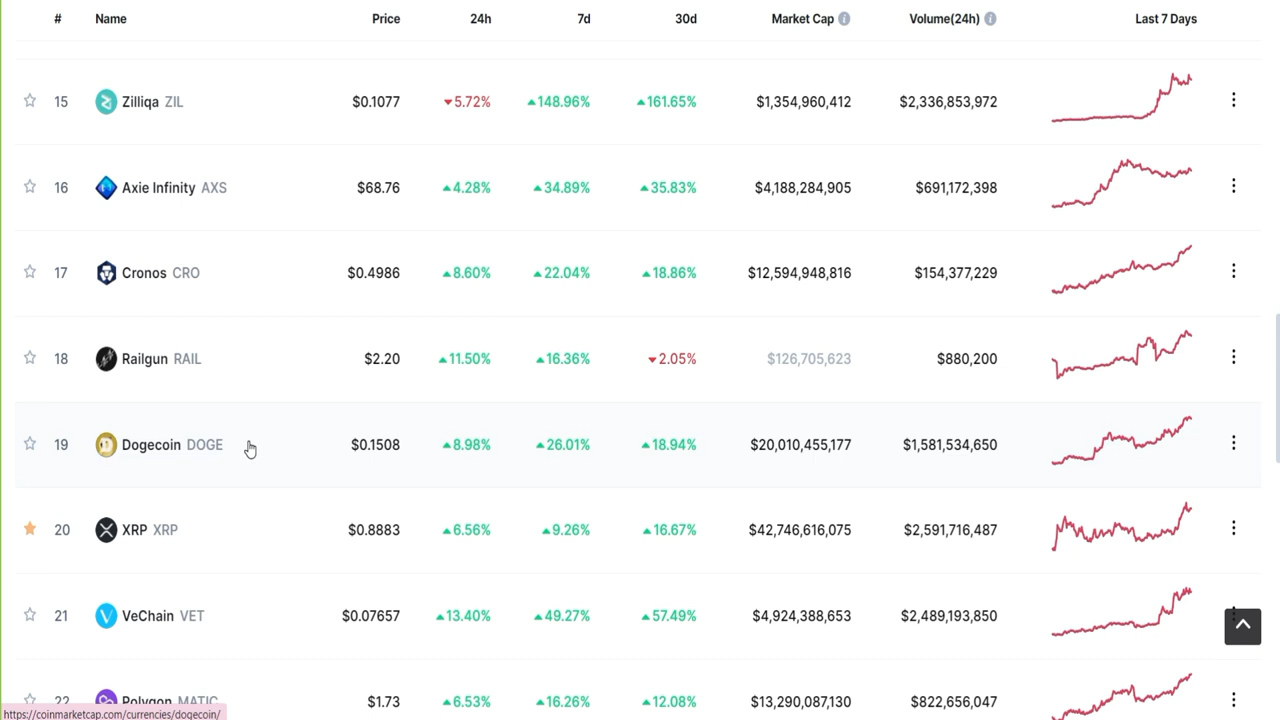 # Name Price 24h 7d 30d Market Cap Volume(24h) Last 7 Days
15 Zilliqa ZIL $0.1077 5.72% 148.96% 161.65% $1,354,960,412 $2,336,853,972
16 Axie Infinity AXS $68.76 4.28% 34.89% 35.83% $4,188,284,905 $691,172,398
17 Cronos CRO $0.4986 8.60% 22.04% 18.86% $12,594,948,816 $154,377,229
18 Railgun RAIL $2.20 11.50% 16.36% 2.05% $126,705,623 $880,200
19 Dogecoin DOGE $0.1508 8.98% 26.01% 18.94% $20,010,455,177 $1,581,534,650
20 XRP XRP $0.8883 6.56% 9.26% 16.67% $42,746,616,075 $2,591,716,487
21 VeChain VET $0.07657 13.40% 49.27% 57.49% $4,924,388,653 $2,489,193,850
22 Polygon MATIC $1.73 6.53% 16.26% 12.08% $13,290,087,130 $822,656,047
https://coinmarketcap.com/currencies/dogecoin/